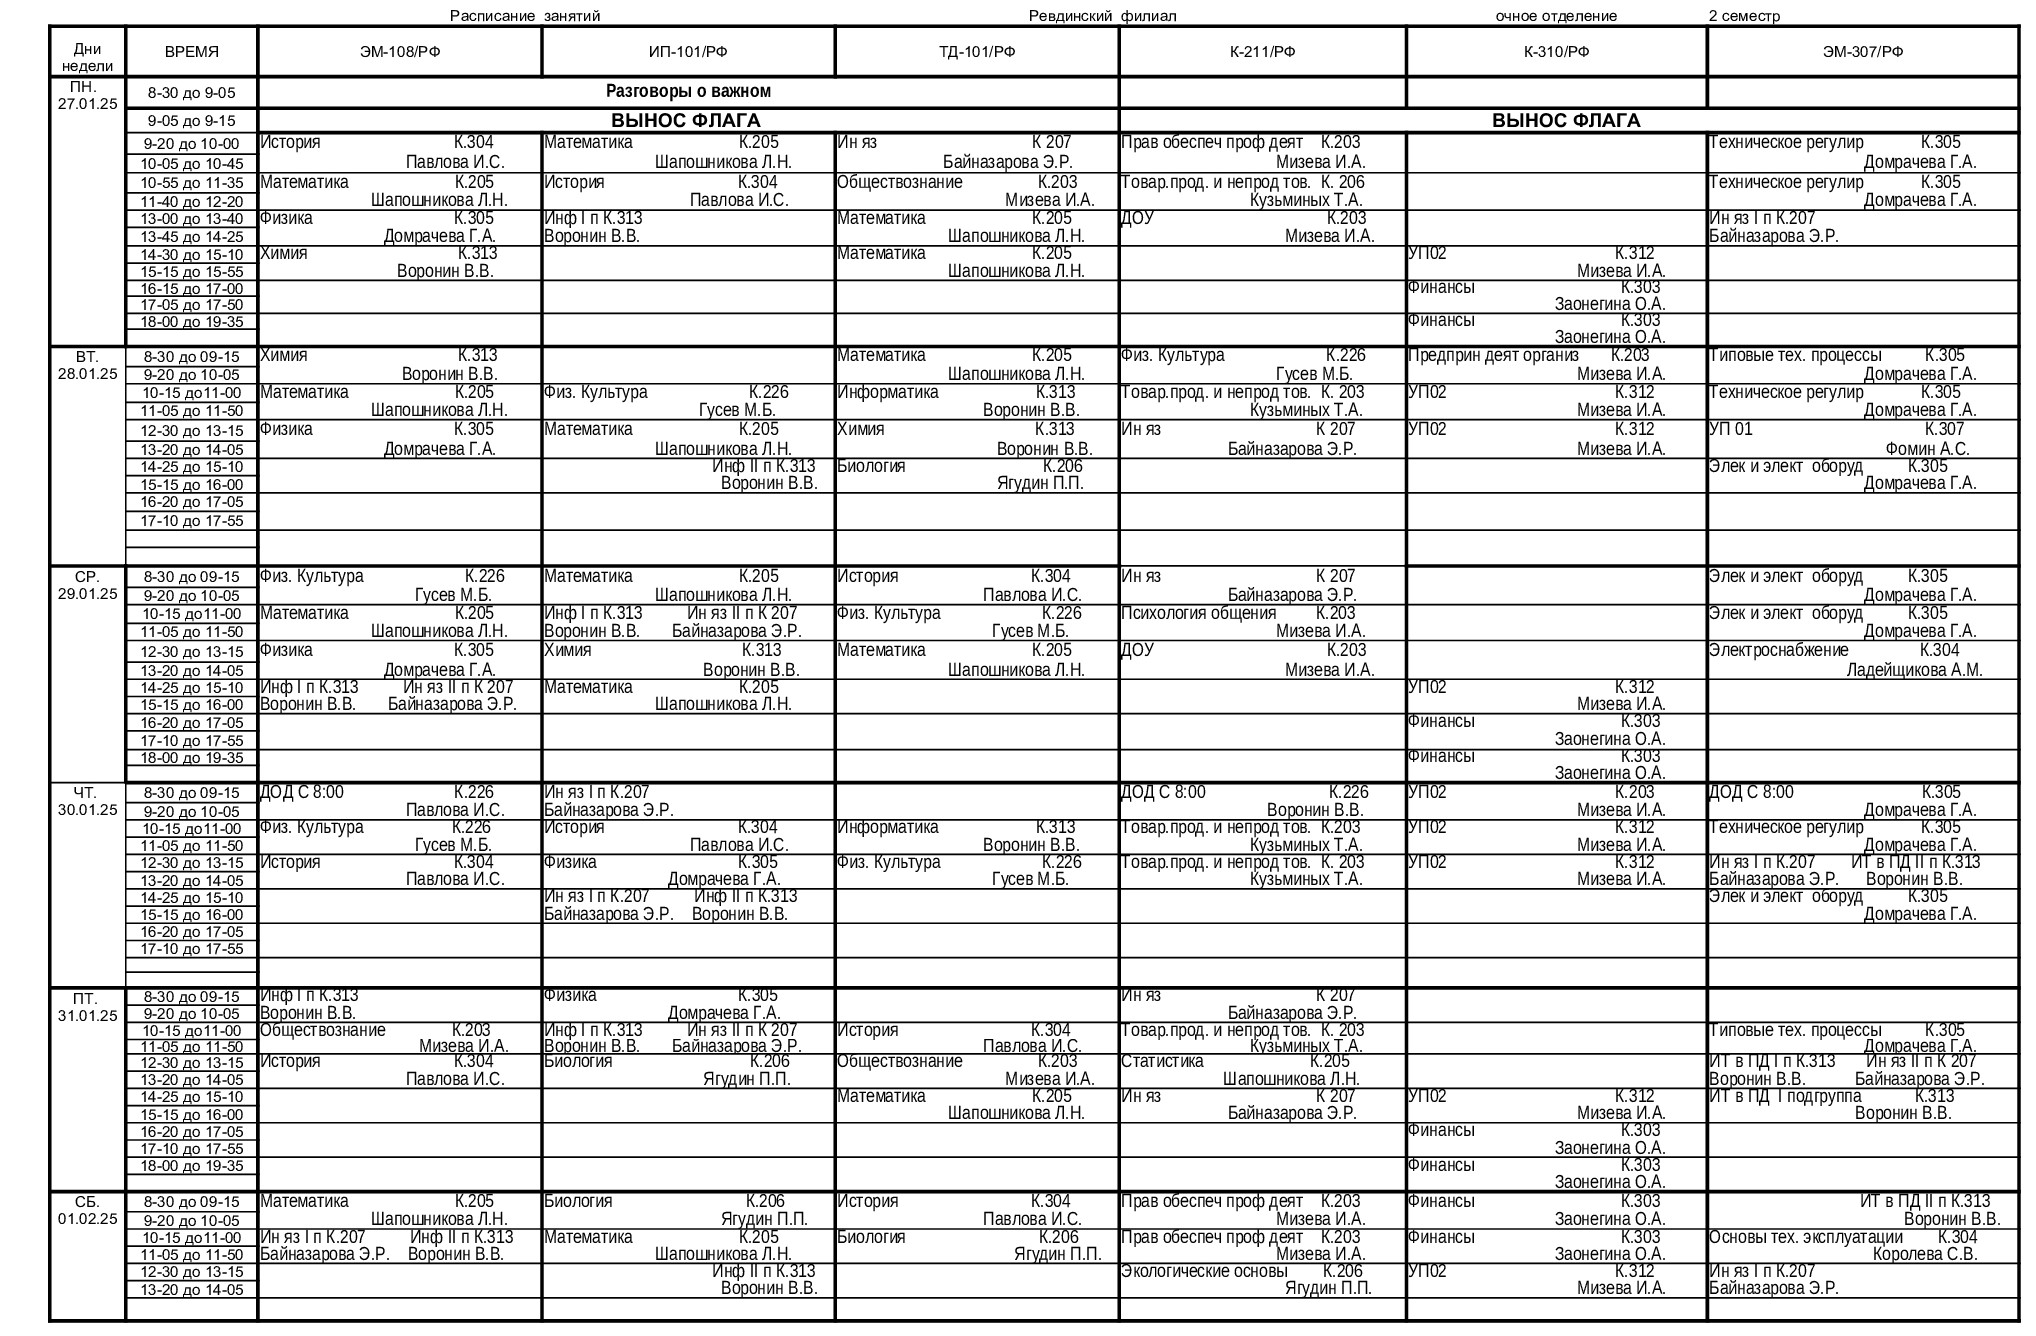 Расписание занятий Ревдинский филиал очное отделение 2 семестр
Дни недели ВРЕМЯ ЭМ-108/РФ ИП-101/РФ ТД-101/РФ К-211/РФ К-310/РФ ЭМ-307/РФ
ПН. 8-30 до 9-05 Разговоры о важном
27.01.25
9-05 до 9-15 ВЫНОС ФЛАГА ВЫНОС ФЛАГА
9-20 до 10-00 История К.304 Математика К.205 Ин яз К 207 Прав обеспеч проф деят К.203 Техническое регулир К.305
10-05 до 10-45 Павлова И.С. Шапошникова Л.Н. Байназарова Э.Р. Мизева И.А. Домрачева Г.А.
10-55 до 11-35 Математика К.205 История К.304 Обществознание К.203 Товар.прод. и непрод тов. К. 206 Техническое регулир К.305
11-40 до 12-20 Шапошникова Л.Н. Павлова И.С. Мизева И.А. Кузьминых Т.А. Домрачева Г.А.
13-00 до 13-40 Физика К.305 Инф I п К.313 Математика К.205 ДОУ К.203 Ин яз I п К.207
13-45 до 14-25 Домрачева Г.А. Воронин В.В. Шапошникова Л.Н. Мизева И.А. Байназарова Э.Р.
14-30 до 15-10 Химия К.313 Математика К.205 УП02 К.312
15-15 до 15-55 Воронин В.В. Шапошникова Л.Н. Мизева И.А.
16-15 до 17-00 Финансы К.303
17-05 до 17-50 Заонегина О.А.
18-00 до 19-35 Финансы К.303
Заонегина О.А.
ВТ. 8-30 до 09-15 Химия К.313 Математика К.205 Физ. Культура К.226 Предприн деят организ К.203 Типовые тех. процессы К.305
28.01.25 9-20 до 10-05 Воронин В.В. Шапошникова Л.Н. Гусев М.Б. Мизева И.А. Домрачева Г.А.
10-15 до11-00 Математика К.205 Физ. Культура К.226 Информатика К.313 Товар.прод. и непрод тов. К. 203 УП02 К.312 Техническое регулир К.305
11-05 до 11-50 Шапошникова Л.Н. Гусев М.Б. Воронин В.В. Кузьминых Т.А. Мизева И.А. Домрачева Г.А.
12-30 до 13-15 Физика К.305 Математика К.205 Химия К.313 Ин яз К 207 УП02 К.312 УП 01 К.307
13-20 до 14-05 Домрачева Г.А. Шапошникова Л.Н. Воронин В.В. Байназарова Э.Р. Мизева И.А. Фомин А.С.
14-25 до 15-10 Инф II п К.313 Биология К.206 Элек и элект оборуд К.305
15-15 до 16-00 Воронин В.В. Ягудин П.П. Домрачева Г.А.
16-20 до 17-05
17-10 до 17-55
СР. 8-30 до 09-15 Физ. Культура К.226 Математика К.205 История К.304 Ин яз К 207 Элек и элект оборуд К.305
29.01.25 9-20 до 10-05 Гусев М.Б. Шапошникова Л.Н. Павлова И.С. Байназарова Э.Р. Домрачева Г.А.
10-15 до11-00 Математика К.205 Инф I п К.313 Ин яз II п К 207 Физ. Культура К.226 Психология общения К.203 Элек и элект оборуд К.305
11-05 до 11-50 Шапошникова Л.Н. Воронин В.В. Байназарова Э.Р. Гусев М.Б. Мизева И.А. Домрачева Г.А.
12-30 до 13-15 Физика К.305 Химия К.313 Математика К.205 ДОУ К.203 Электроснабжение К.304
13-20 до 14-05 Домрачева Г.А. Воронин В.В. Шапошникова Л.Н. Мизева И.А. Ладейщикова А.М.
14-25 до 15-10 Инф I п К.313 Ин яз II п К 207 Математика К.205 УП02 К.312
15-15 до 16-00 Воронин В.В. Байназарова Э.Р. Шапошникова Л.Н. Мизева И.А.
16-20 до 17-05 Финансы К.303
17-10 до 17-55 Заонегина О.А.
18-00 до 19-35 Финансы К.303
Заонегина О.А.
ЧТ. 8-30 до 09-15 ДОД С 8:00 К.226 Ин яз I п К.207 ДОД С 8:00 К.226 УП02 К.203 ДОД С 8:00 К.305
30.01.25 9-20 до 10-05 Павлова И.С. Байназарова Э.Р. Воронин В.В. Мизева И.А. Домрачева Г.А.
10-15 до11-00 Физ. Культура К.226 История К.304 Информатика К.313 Товар.прод. и непрод тов. К.203 УП02 К.312 Техническое регулир К.305
11-05 до 11-50 Гусев М.Б. Павлова И.С. Воронин В.В. Кузьминых Т.А. Мизева И.А. Домрачева Г.А.
12-30 до 13-15 История К.304 Физика К.305 Физ. Культура К.226 Товар.прод. и непрод тов. К. 203 УП02 К.312 Ин яз I п К.207 ИТ в ПД II п К.313
13-20 до 14-05 Павлова И.С. Домрачева Г.А. Гусев М.Б. Кузьминых Т.А. Мизева И.А. Байназарова Э.Р. Воронин В.В.
14-25 до 15-10 Ин яз I п К.207 Инф II п К.313 Элек и элект оборуд К.305
15-15 до 16-00 Байназарова Э.Р. Воронин В.В. Домрачева Г.А.
16-20 до 17-05
17-10 до 17-55
ПТ. 8-30 до 09-15 Инф I п К.313 Физика К.305 Ин яз К 207
31.01.25 9-20 до 10-05 Воронин В.В. Домрачева Г.А. Байназарова Э.Р.
10-15 до11-00 Обществознание К.203 Инф I п К.313 Ин яз II п К 207 История К.304 Товар.прод. и непрод тов. К. 203 Типовые тех. процессы К.305
11-05 до 11-50 Мизева И.А. Воронин В.В. Байназарова Э.Р. Павлова И.С. Кузьминых Т.А. Домрачева Г.А.
12-30 до 13-15 История К.304 Биология К.206 Обществознание К.203 Статистика К.205 ИТ в ПД I п К.313 Ин яз II п К 207
13-20 до 14-05 Павлова И.С. Ягудин П.П. Мизева И.А. Шапошникова Л.Н. Воронин В.В. Байназарова Э.Р.
14-25 до 15-10 Математика К.205 Ин яз К 207 УП02 К.312 ИТ в ПД I подгруппа К.313
15-15 до 16-00 Шапошникова Л.Н. Байназарова Э.Р. Мизева И.А. Воронин В.В.
16-20 до 17-05 Финансы К.303
17-10 до 17-55 Заонегина О.А.
18-00 до 19-35 Финансы К.303
Заонегина О.А.
СБ. 8-30 до 09-15 Математика К.205 Биология К.206 История К.304 Прав обеспеч проф деят К.203 Финансы К.303 ИТ в ПД II п К.313
01.02.25 9-20 до 10-05 Шапошникова Л.Н. Ягудин П.П. Павлова И.С. Мизева И.А. Заонегина О.А. Воронин В.В.
10-15 до11-00 Ин яз I п К.207 Инф II п К.313 Математика К.205 Биология К.206 Прав обеспеч проф деят К.203 Финансы К.303 Основы тех. эксплуатации К.304
11-05 до 11-50 Байназарова Э.Р. Воронин В.В. Шапошникова Л.Н. Ягудин П.П. Мизева И.А. Заонегина О.А. Королева С.В.
12-30 до 13-15 Инф II п К.313 Экологические основы К.206 УП02 К.312 Ин яз I п К.207
13-20 до 14-05 Воронин В.В. Ягудин П.П. Мизева И.А. Байназарова Э.Р.